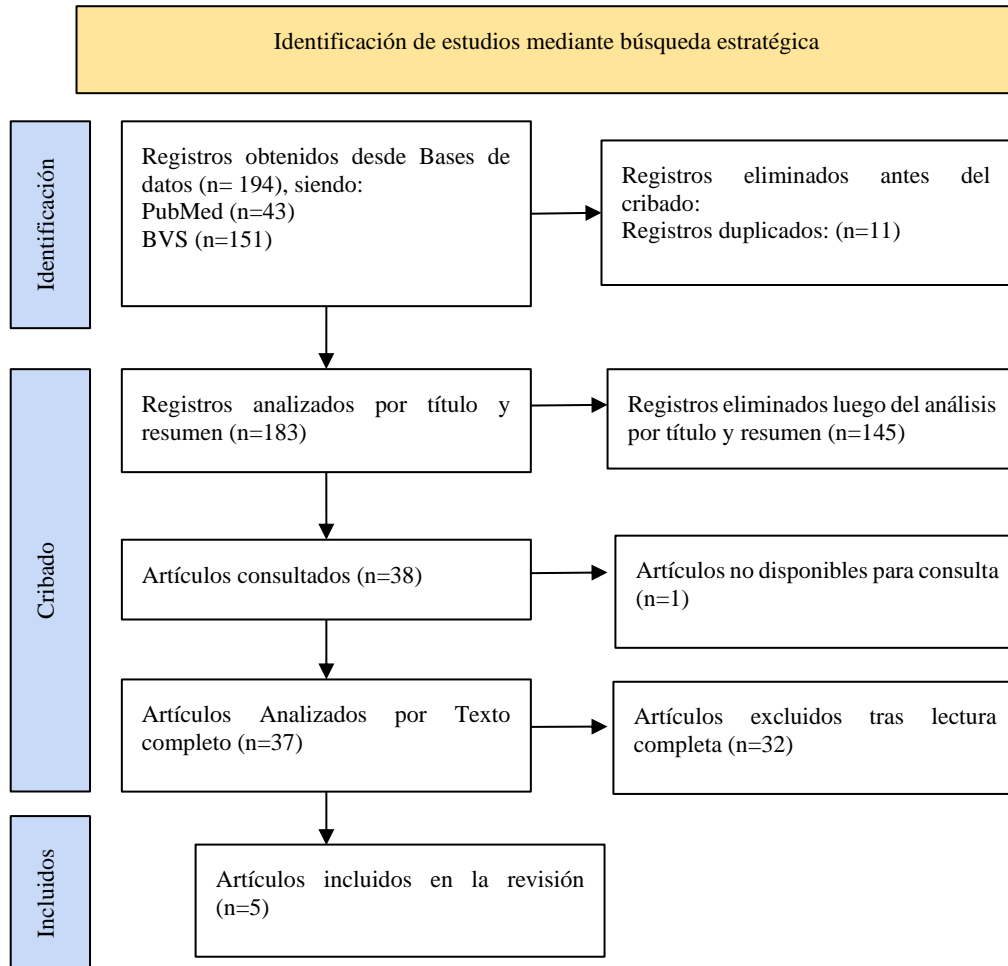 Identificación de estudios mediante búsqueda estratégica
Identificación
Registros obtenidos desde Bases de
datos (n= 194), siendo:
PubMed (n=43)
BVS (n=151)
Registros eliminados antes del
cribado:
Registros duplicados: (n=11)
Cribado
Registros analizados por título y
resumen (n=183)
Registros eliminados luego del análisis
por título y resumen (n=145)
Artículos consultados (n=38)
Artículos no disponibles para consulta
(n=1)
Artículos Analizados por Texto
completo (n=37)
Artículos excluidos tras lectura
completa (n=32)
Incluidos
Artículos incluidos en la revisión
(n=5)